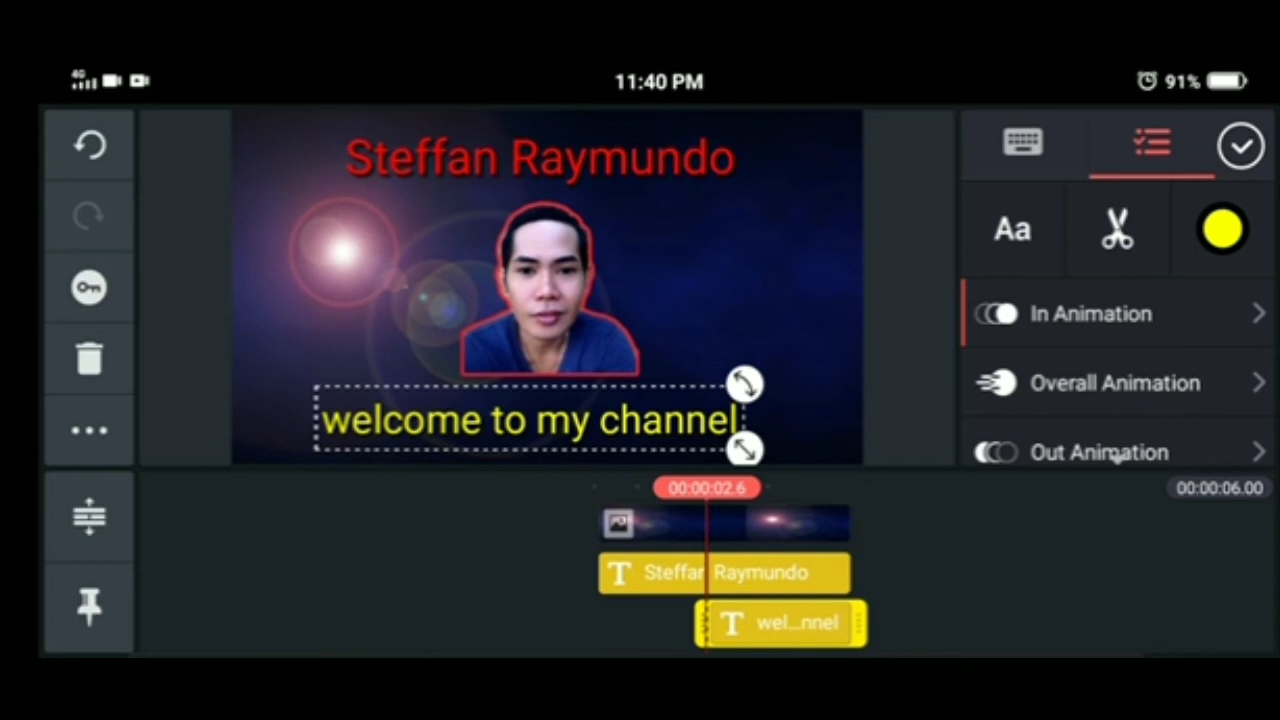 4G
11:40 PM
91%
Steffan Raymundo
welcome to my channel
Aa
In Animation
Overall Animation
Out Animation
00:00:02.6
00:00:06.00
T Steffan Raymundo
T wel...nnel